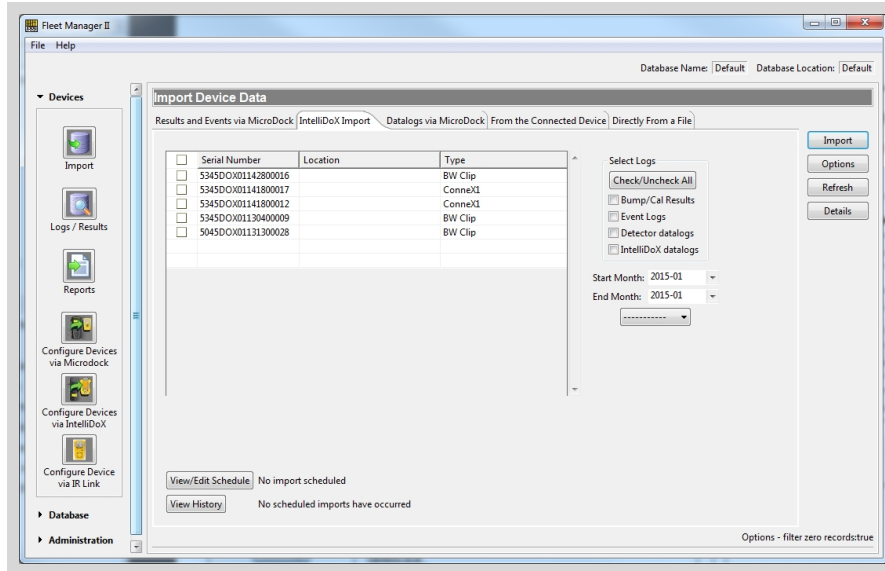 Fleet Manager II
File Help
Database Name: Default Database Location: Default
Devices
Import
Logs / Results
Reports
Configure Devices
via Microdock
Configure Devices
via IntelliDoX
Configure Device
via IR Link
Database
Administration
Import Device Data
Results and Events via MicroDock IntelliDoX Import Datalogs via MicroDock From the Connected Device Directly From a File
Serial Number Location Type
5345DOX01142800016 BW Clip
5345DOX01141800017 ConneX1
5345DOX01141800012 ConneX1
5345DOX01130400009 BW Clip
5045DOX01131300028 BW Clip
Select Logs
Check/Uncheck All
Bump/Cal Results
Event Logs
Detector datalogs
IntelliDoX datalogs
Start Month: 2015-01
End Month: 2015-01
-----------
Import
Options
Refresh
Details
View/Edit Schedule No import scheduled
View History No scheduled imports have occurred
Options - filter zero records:true